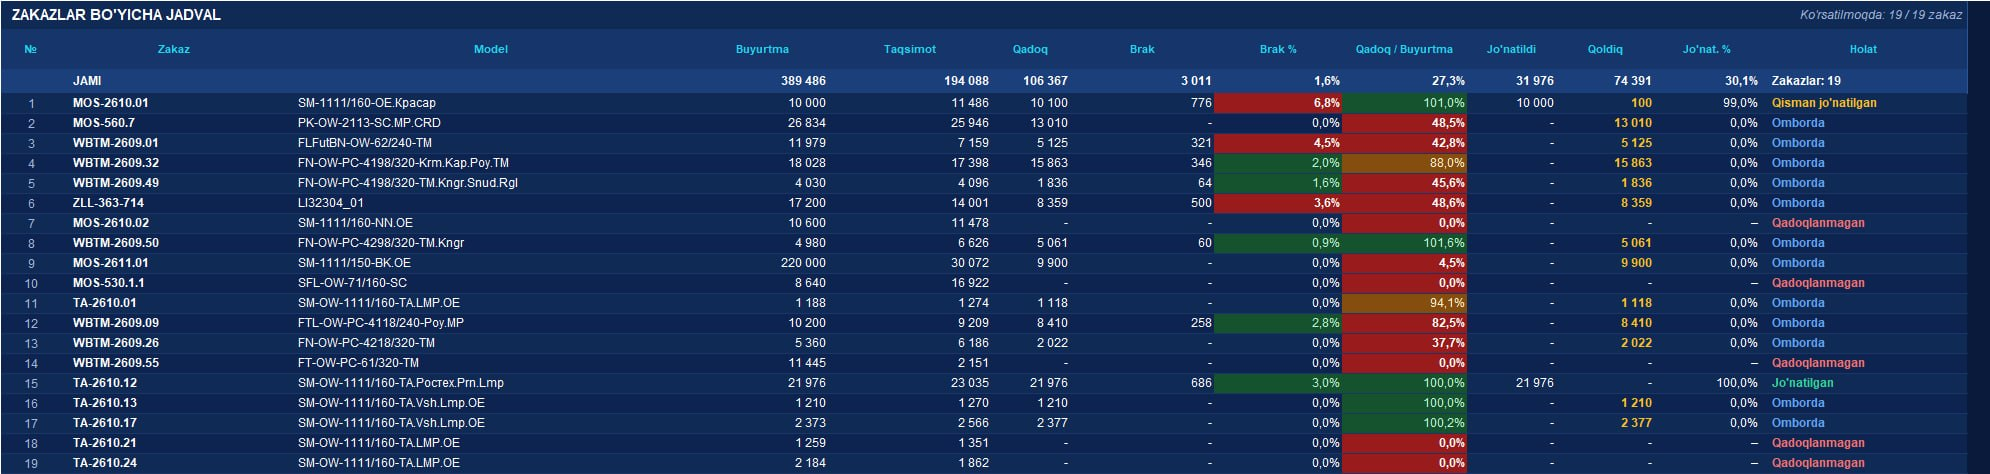 ZAKAZLAR BO'YICHA JADVAL Ko'rsatilmoqda: 19 / 19 zakaz
№ Zakaz Model Buyurtma Taqsimot Qadoq Brak Brak % Qadoq / Buyurtma Jo'natildi Qoldiq Jo'nat. % Holat
JAMI 389 486 194 088 106 367 3 011 1,6% 27,3% 31 976 74 391 30,1% Zakazlar: 19
1 MOS-2610.01 SM-1111/160-OE.Kpacap 10 000 11 486 10 100 776 6,8% 101,0% 10 000 100 99,0% Qisman jo'natilgan
2 MOS-560.7 PK-OW-2113-SC.MP.CRD 26 834 25 946 13 010 - 0,0% 48,5% - 13 010 0,0% Omborda
3 WBTM-2609.01 FLFutBN-OW-62/240-TM 11 979 7 159 5 125 321 4,5% 42,8% - 5 125 0,0% Omborda
4 WBTM-2609.32 FN-OW-PC-4198/320-Krm.Kap.Poy.TM 18 028 17 398 15 863 346 2,0% 88,0% - 15 863 0,0% Omborda
5 WBTM-2609.49 FN-OW-PC-4198/320-TM.Kngr.Snud.Rgl 4 030 4 096 1 836 64 1,6% 45,6% - 1 836 0,0% Omborda
6 ZLL-363-714 LI32304_01 17 200 14 001 8 359 500 3,6% 48,6% - 8 359 0,0% Omborda
7 MOS-2610.02 SM-1111/160-NN.OE 10 600 11 478 - - 0,0% 0,0% - - – Qadoqlanmagan
8 WBTM-2609.50 FN-OW-PC-4298/320-TM.Kngr 4 980 6 626 5 061 60 0,9% 101,6% - 5 061 0,0% Omborda
9 MOS-2611.01 SM-1111/150-BK.OE 220 000 30 072 9 900 - 0,0% 4,5% - 9 900 0,0% Omborda
10 MOS-530.1.1 SFL-OW-71/160-SC 8 640 16 922 - - 0,0% 0,0% - - – Qadoqlanmagan
11 TA-2610.01 SM-OW-1111/160-TA.LMP.OE 1 188 1 274 1 118 - 0,0% 94,1% - 1 118 0,0% Omborda
12 WBTM-2609.09 FTL-OW-PC-4118/240-Poy.MP 10 200 9 209 8 410 258 2,8% 82,5% - 8 410 0,0% Omborda
13 WBTM-2609.26 FN-OW-PC-4218/320-TM 5 360 6 186 2 022 - 0,0% 37,7% - 2 022 0,0% Omborda
14 WBTM-2609.55 FT-OW-PC-61/320-TM 11 445 2 151 - - 0,0% 0,0% - - – Qadoqlanmagan
15 TA-2610.12 SM-OW-1111/160-TA.Pocrex.Prn.Lmp 21 976 23 035 21 976 686 3,0% 100,0% 21 976 - 100,0% Jo'natilgan
16 TA-2610.13 SM-OW-1111/160-TA.Vsh.Lmp.OE 1 210 1 270 1 210 - 0,0% 100,0% - 1 210 0,0% Omborda
17 TA-2610.17 SM-OW-1111/160-TA.Vsh.Lmp.OE 2 373 2 566 2 377 - 0,0% 100,2% - 2 377 0,0% Omborda
18 TA-2610.21 SM-OW-1111/160-TA.LMP.OE 1 259 1 351 - - 0,0% 0,0% - - – Qadoqlanmagan
19 TA-2610.24 SM-OW-1111/160-TA.LMP.OE 2 184 1 862 - - 0,0% 0,0% - - – Qadoqlanmagan